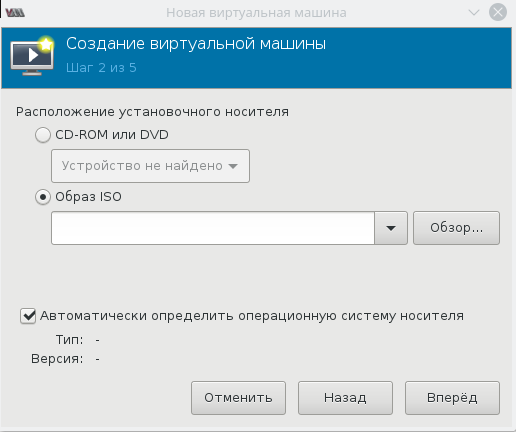 Новая виртуальная машина
Создание виртуальной машины
Шаг 2 из 5
Расположение установочного носителя
CD-ROM или DVD
Устройство не найдено
Образ ISO
Обзор...
Автоматически определить операционную систему носителя
Тип: -
Версия: -
Отменить Назад Вперёд